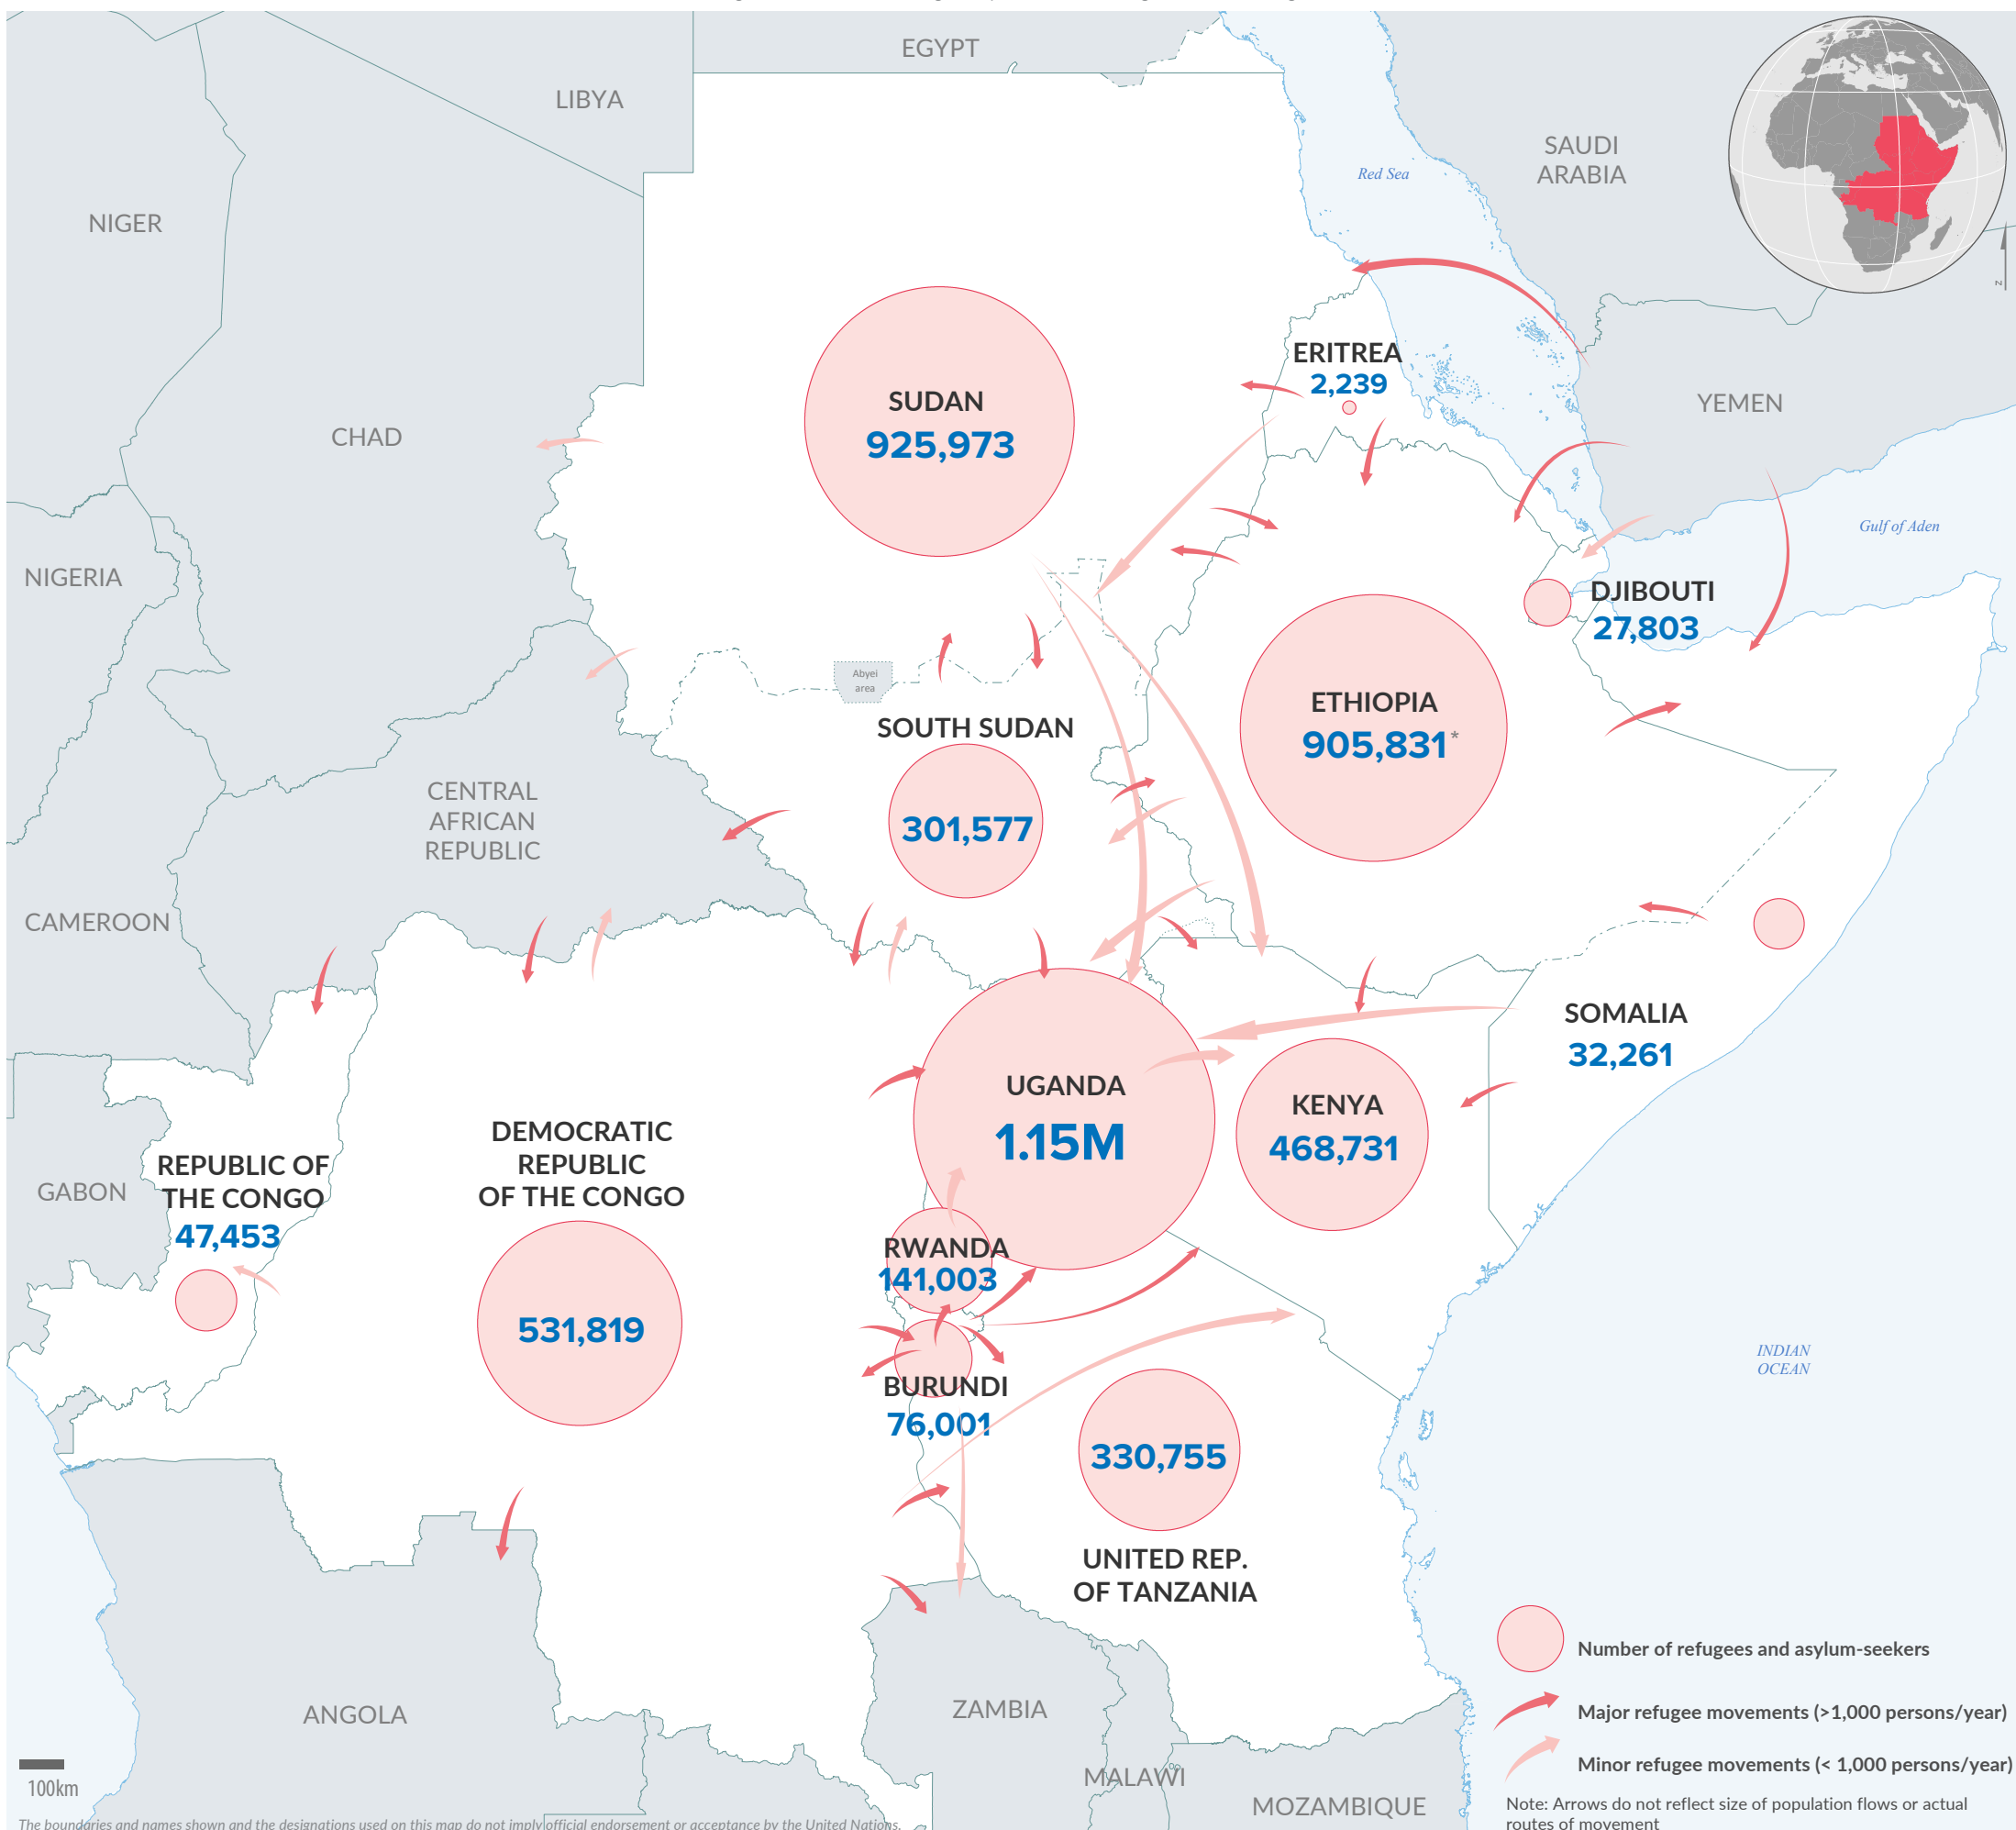 EGYPT
LIBYA
SAUDI
ARABIA
Red Sea
NIGER
N
ERITREA
2,239
SUDAN
925,973
YEMEN
CHAD
Gulf of Aden
NIGERIA
DJIBOUTI
27,803
Abyei
area
ETHIOPIA
905,831*
SOUTH SUDAN
301,577
CENTRAL
AFRICAN
REPUBLIC
CAMEROON
SOMALIA
32,261
UGANDA
1.15M
KENYA
468,731
DEMOCRATIC
REPUBLIC
OF THE CONGO
531,819
REPUBLIC OF
THE CONGO
47,453
GABON
RWANDA
141,003
BURUNDI
76,001
INDIAN
OCEAN
330,755
UNITED REP.
OF TANZANIA
ANGOLA
ZAMBIA
MALAWI
MOZAMBIQUE
Number of refugees and asylum-seekers
Major refugee movements (>1,000 persons/year)
Minor refugee movements (< 1,000 persons/year)
Note: Arrows do not reflect size of population flows or actual
routes of movement
100km
The boundaries and names shown and the designations used on this map do not imply official endorsement or acceptance by the United Nations.